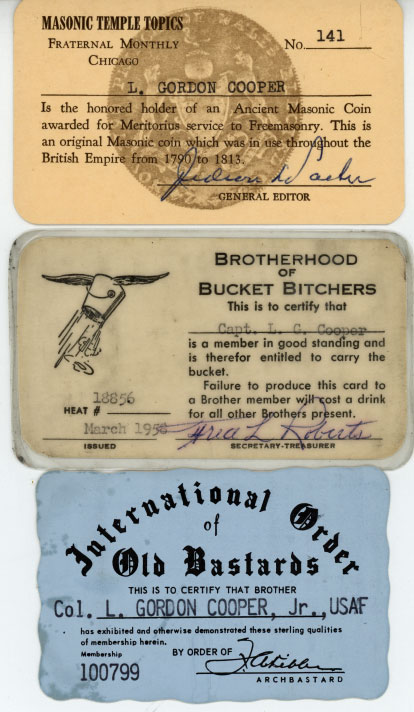 MASONIC TEMPLE TOPICS
FRATERNAL MONTHLY
No. 141
CHICAGO
L. GORDON COOPER
Is the honored holder of an Ancient Masonic Coin
awarded for Meritorius service to Freemasonry. This is
an original Masonic coin which was in use throughout the
British Empire from 1790 to 1813.
GENERAL EDITOR
BROTHERHOOD
OF
BUCKET BITCHERS
This is to certify that
Capt. L. G. Cooper
is a member in good standing and
is therefor entitled to carry the
bucket.
Failure to produce this card to
a Brother member will cost a drink
for all other Brothers present.
HEAT # 18856
March 1958
Fred L Roberts
ISSUED
SECRETARY-TREASURER
International Order
of
Old Bastards
THIS IS TO CERTIFY THAT BROTHER
Col. L. GORDON COOPER, Jr., USAF
has exhibited and otherwise demonstrated these sterling qualities
of membership herein.
Membership
100799
BY ORDER OF
ARCHBASTARD